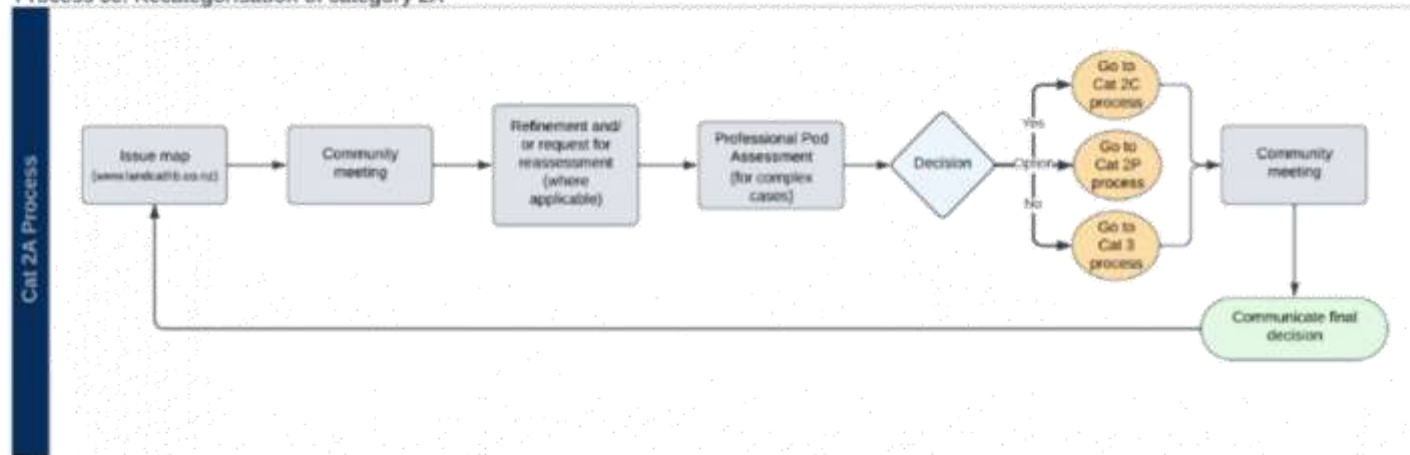 Cat 2A Process
Issue map
(www.landcathb.co.nz)
Community
meeting
Refinement and/
or request for
reassessment
(where
applicable)
Professional Pod
Assessment
(for complex
cases)
Decision
Yes
Option
No
Go to
Cat 2C
process
Go to
Cat 2P
process
Go to
Cat 3
process
Community
meeting
Communicate final
decision